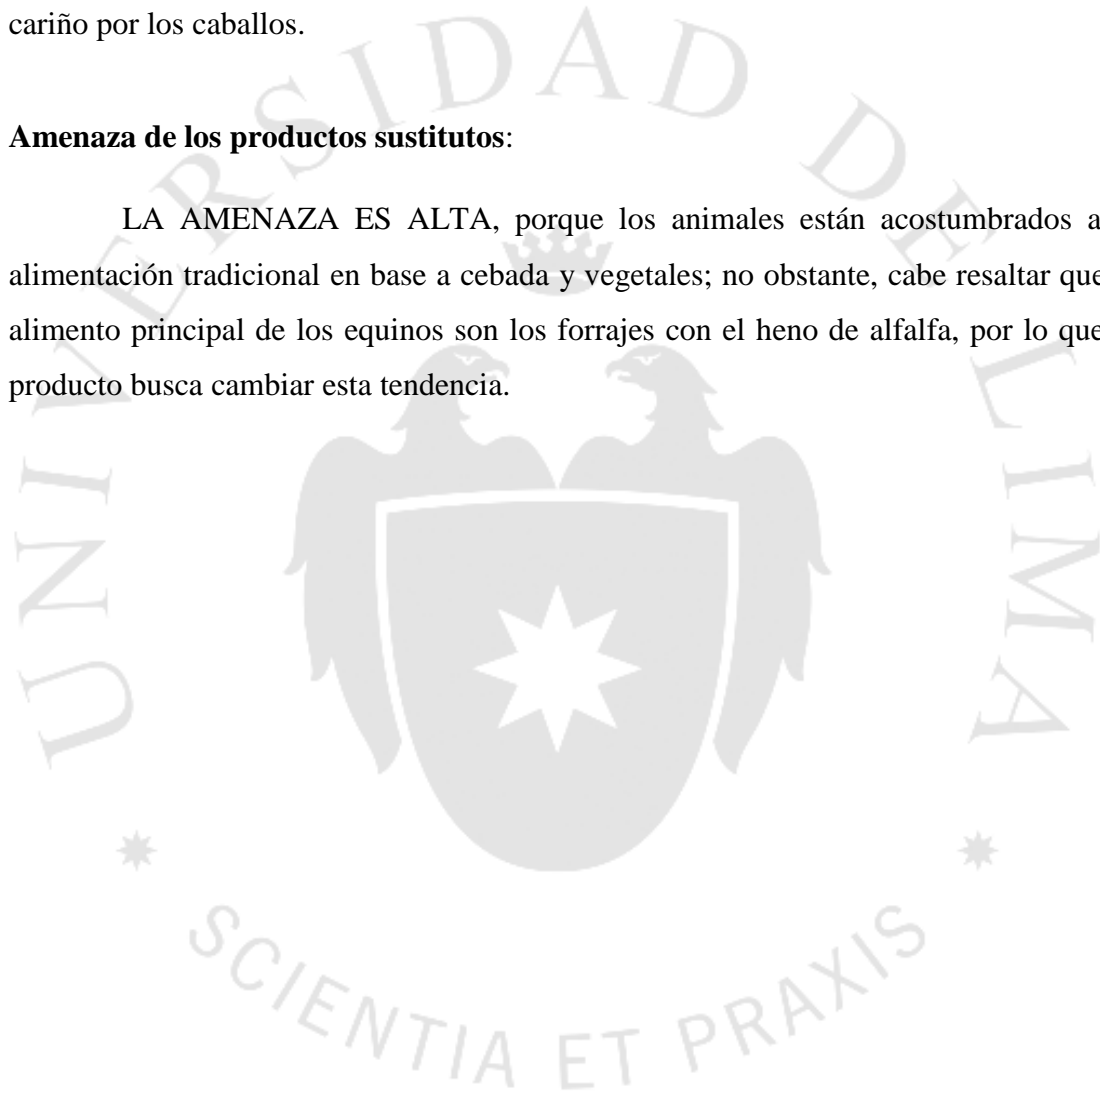 cariño por los caballos.
Amenaza de los productos sustitutos:
LA AMENAZA ES ALTA, porque los animales están acostumbrados a
alimentación tradicional en base a cebada y vegetales; no obstante, cabe resaltar que
alimento principal de los equinos son los forrajes con el heno de alfalfa, por lo que
producto busca cambiar esta tendencia.
UNIVERSIDAD DE LIMA
SCIENTIA ET PRAXIS